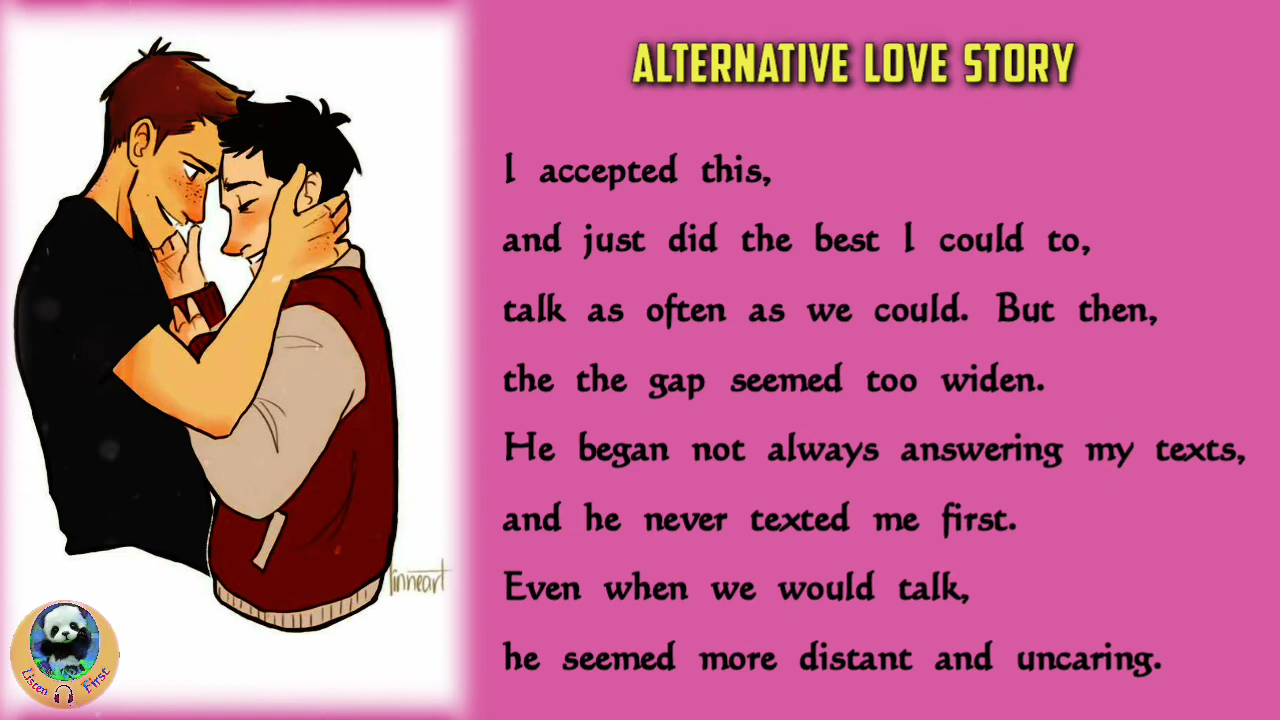 ALTERNATIVE LOVE STORY
I accepted this,
and just did the best I could to,
talk as often as we could. But then,
the the gap seemed too widen.
He began not always answering my texts,
and he never texted me first.
Even when we would talk,
he seemed more distant and uncaring.
linneart
Listen First